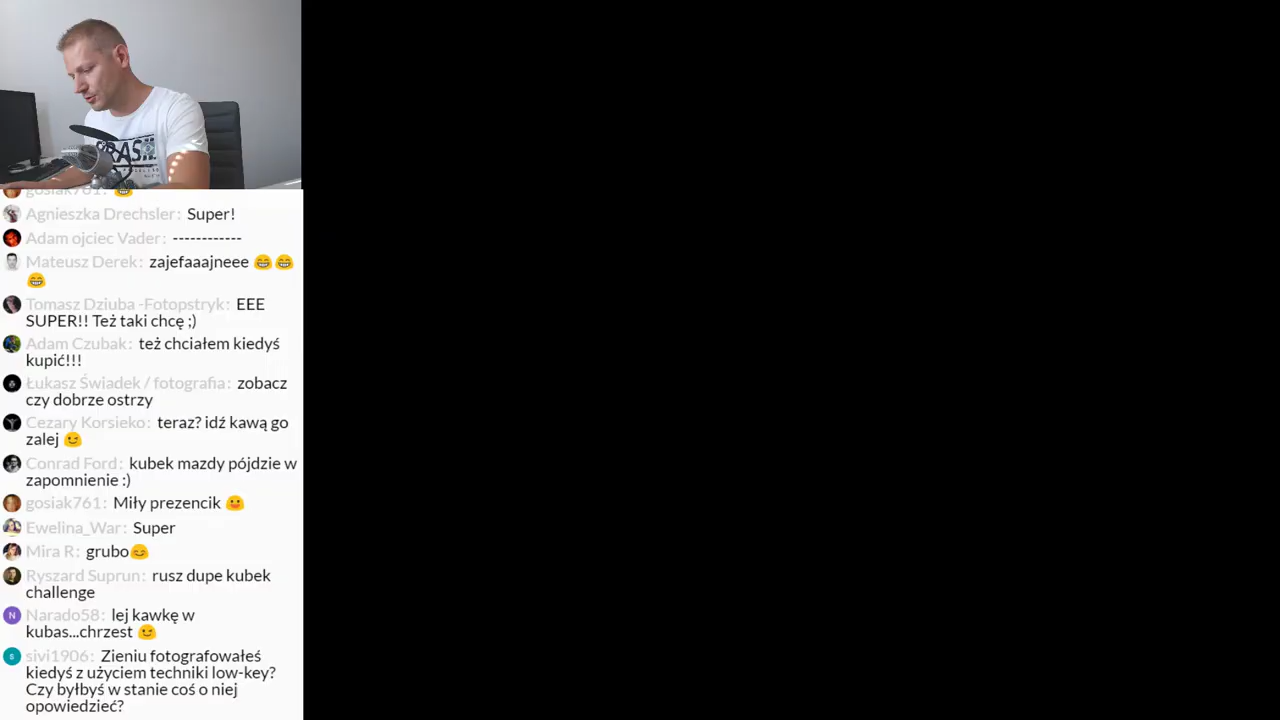 BRASIL
gosiak761: 😁
Agnieszka Drechsler: Super!
Adam ojciec Vader: ------------
Mateusz Derek: zajefaaajneee 😁 😁
😁
Tomasz Dziuba -Fotopstryk: EEE
SUPER!! Też taki chcę ;)
Adam Czubak: też chciałem kiedyś
kupić!!!
Łukasz Świadek / fotografia: zobacz
czy dobrze ostrzy
Cezary Korsieko: teraz? idź kawą go
zalej 😉
Conrad Ford: kubek mazdy pójdzie w
zapomnienie :)
gosiak761: Miły prezencik 😃
Ewelina_War: Super
Mira R: grubo😊
Ryszard Suprun: rusz dupe kubek
challenge
N Narado58: lej kawkę w
kubas...chrzest 😉
s sivi1906: Zieniu fotografowałeś
kiedyś z użyciem techniki low-key?
Czy byłbyś w stanie coś o niej
opowiedzieć?